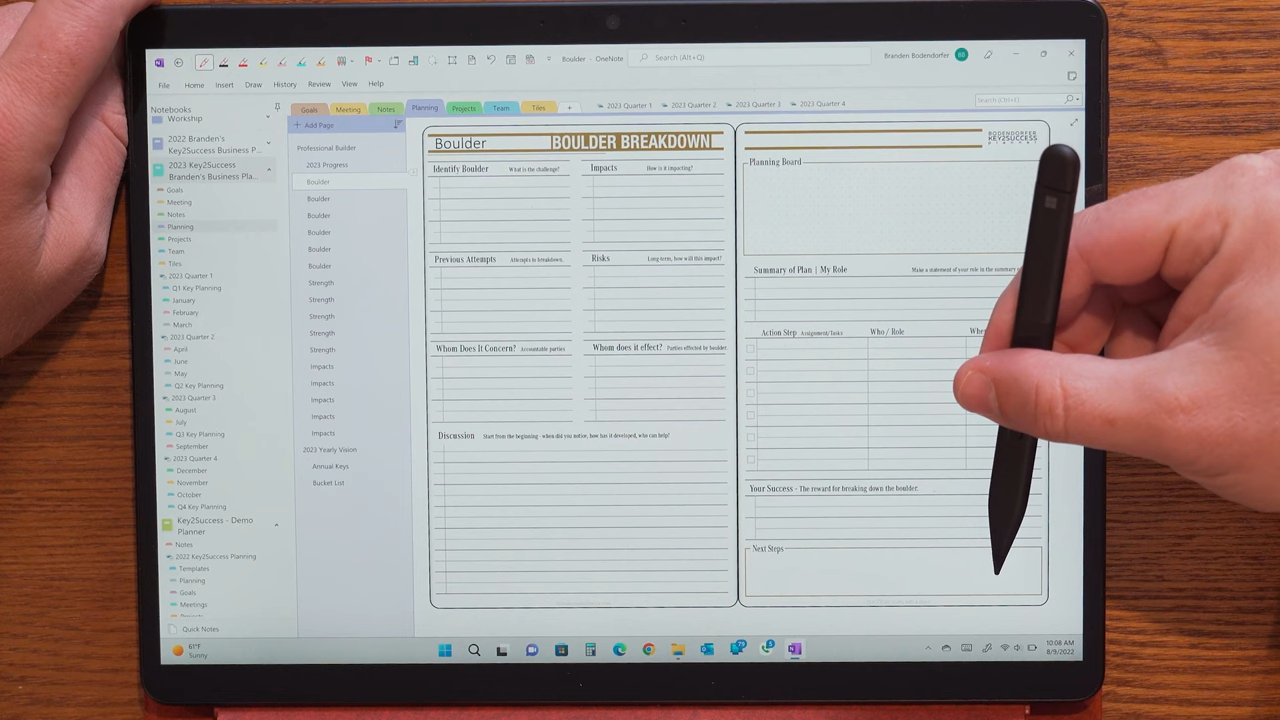 Boulder - OneNote
Search (Alt+Q)
Branden Bodendorfer
BB
File Home Insert Draw History Review View Help
Notebooks
Workship
2022 Branden's
Key2Success Business P...
2023 Key2Success
Branden's Business Pla...
Goals
Meeting
Notes
Planning
Projects
Team
Tiles
2023 Quarter 1
Q1 Key Planning
January
February
March
2023 Quarter 2
April
June
May
Q2 Key Planning
2023 Quarter 3
August
July
Q3 Key Planning
September
2023 Quarter 4
December
November
October
Q4 Key Planning
Key2Success - Demo
Planner
Notes
2022 Key2Success Planning
Templates
Planning
Goals
Meetings
Quick Notes
Goals Meeting Notes Planning Projects Team Tiles + 2023 Quarter 1 2023 Quarter 2 2023 Quarter 3 2023 Quarter 4
Search (Ctrl+E)
+ Add Page
Professional Builder
2023 Progress
Boulder
Boulder
Boulder
Boulder
Boulder
Boulder
Strength
Strength
Strength
Strength
Strength
Impacts
Impacts
Impacts
Impacts
Impacts
2023 Yearly Vision
Annual Keys
Bucket List
Boulder BOULDER BREAKDOWN
Identify Boulder What is the challenge?
Impacts How is it impacting?
Previous Attempts Attempts to breakdown.
Risks Long term, how will this impact?
Whom Does It Concern? Accountable parties
Whom does it effect? Parties effected by boulder.
Discussion Start from the beginning - when did you notice, how has it developed, who can help?
BODENDORFER
KEY2SUCCESS
PLANNER
Planning Board
Summary of Plan | My Role Make a statement of your role in the summary
Action Step Assignment/Tasks Who / Role
Your Success - The reward for breaking down the boulder.
Next Steps
61°F
Sunny
10:08 AM
8/9/2022